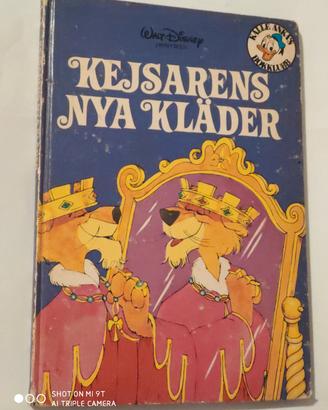 Walt Disney
KALLE ANKAS
BOKKLUBB
KEJSARENS
NYA KLÄDER
SHOT ON MI 9T
AI TRIPLE CAMERA